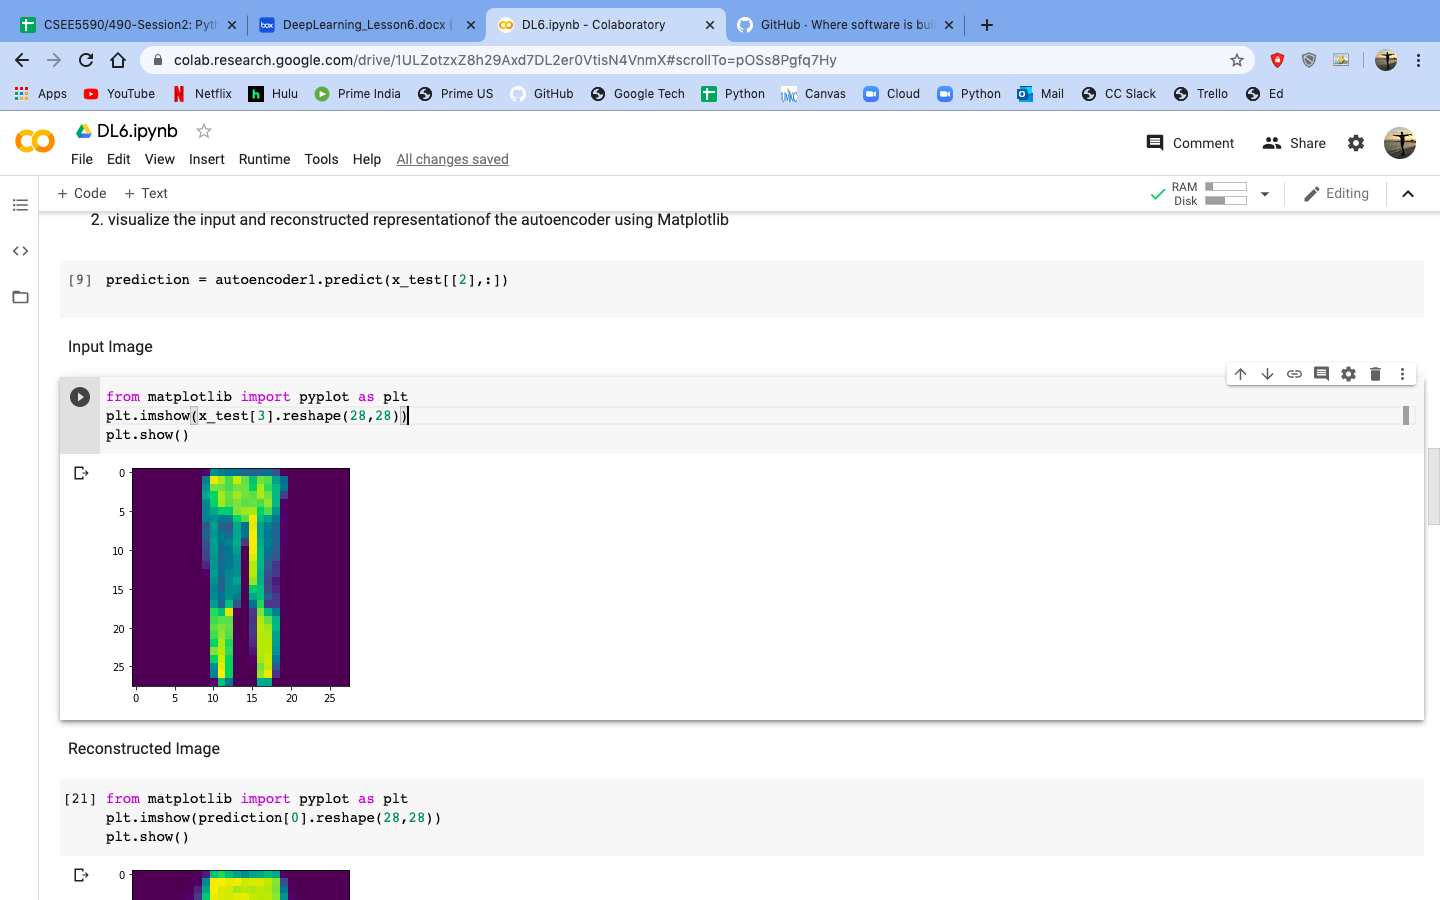 CSEE5590/490-Session2: Pyth
DeepLearning_Lesson6.docx |
DL6.ipynb - Colaboratory
GitHub · Where software is buil
colab.research.google.com/drive/1ULZotzxZ8h29Axd7DL2er0VtisN4VnmX#scrollTo=pOSs8Pgfq7Hy
Apps YouTube Netflix Hulu Prime India Prime US GitHub Google Tech Python Canvas Cloud Python Mail CC Slack Trello Ed
DL6.ipynb
File Edit View Insert Runtime Tools Help All changes saved
Comment Share
+ Code + Text
RAM
Disk
Editing
2. visualize the input and reconstructed representationof the autoencoder using Matplotlib
[9] prediction = autoencoder1.predict(x_test[[2],:])
Input Image
from matplotlib import pyplot as plt
plt.imshow(x_test[3].reshape(28,28))
plt.show()
0
5
10
15
20
25
0 5 10 15 20 25
Reconstructed Image
[21] from matplotlib import pyplot as plt
plt.imshow(prediction[0].reshape(28,28))
plt.show()
0